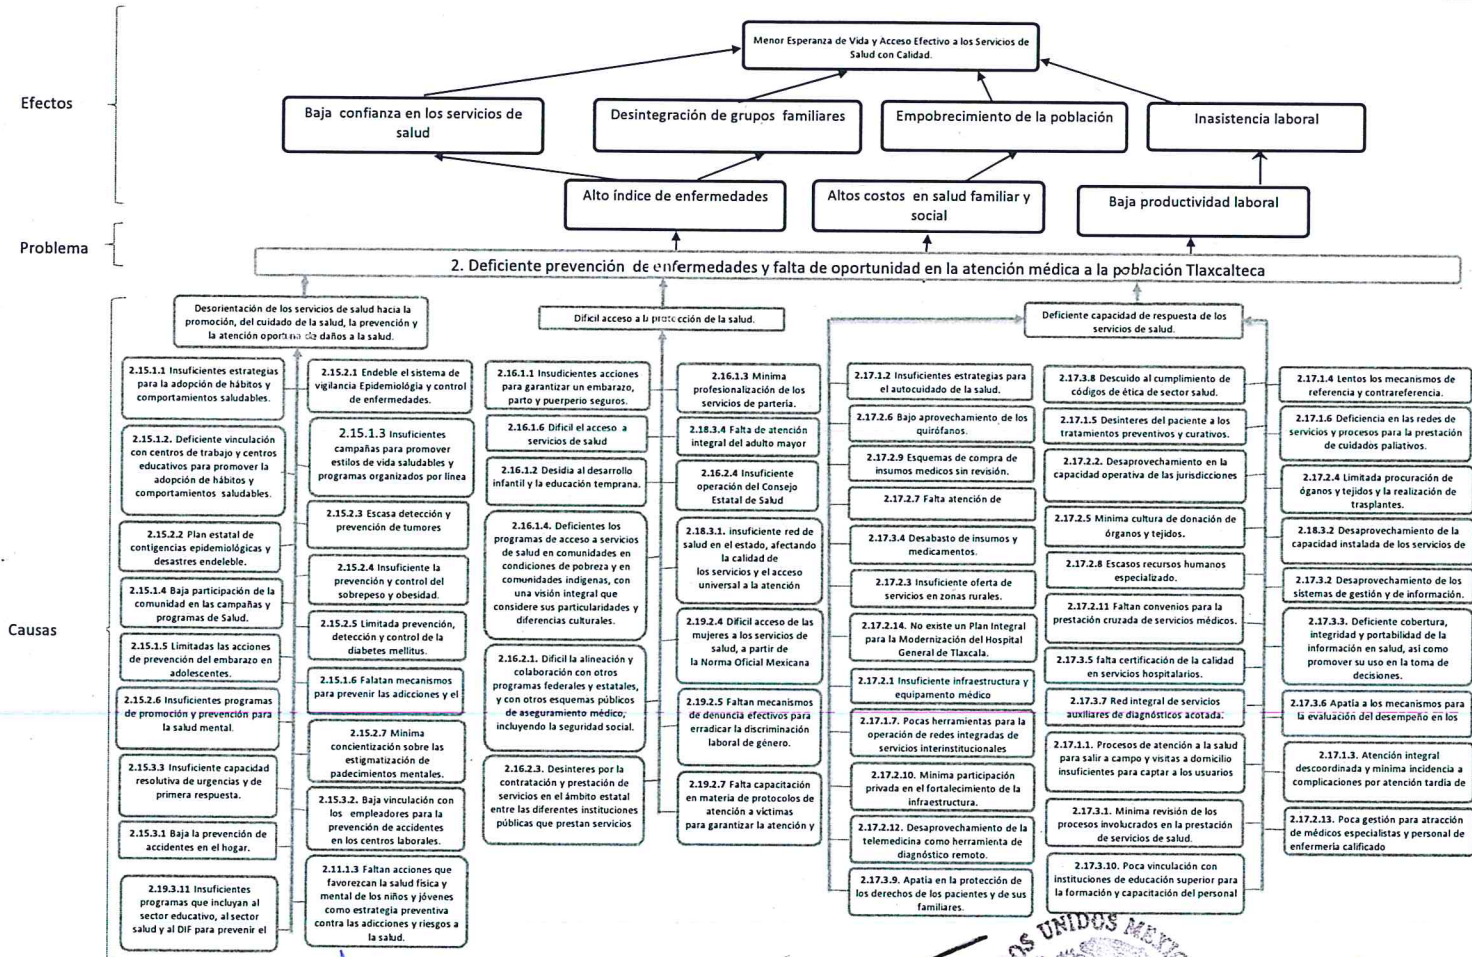 Efectos
Menor Esperanza de Vida y Acceso Efectivo a los Servicios de
Salud con Calidad.
Baja confianza en los servicios de
salud
Desintegración de grupos familiares
Empobrecimiento de la población
Inasistencia laboral
Alto índice de enfermedades
Altos costos en salud familiar y
social
Baja productividad laboral
Problema
2. Deficiente prevención de enfermedades y falta de oportunidad en la atención médica a la población Tlaxcalteca
Causas
Desorientación de los servicios de salud hacia la
promoción, del cuidado de la salud, la prevención y
la atención oportuna de daños a la salud.
Dificil acceso a la protección de la salud.
Deficiente capacidad de respuesta de los
servicios de salud.
2.15.1.1 Insuficientes estrategias
para la adopción de hábitos y
comportamientos saludables.
2.15.1.2. Deficiente vinculación
con centros de trabajo y centros
educativos para promover la
adopción de hábitos y
comportamientos saludables.
2.15.2.2 Plan estatal de
contigencias epidemiológicas y
desastres endeleble.
2.15.1.4 Baja participación de la
comunidad en las campañas y
programas de Salud.
2.15.1.5 Limitadas las acciones
de prevención del embarazo en
adolescentes.
2.15.2.6 Insuficientes programas
de promoción y prevención para
la salud mental.
2.15.3.3 Insuficiente capacidad
resolutiva de urgencias y de
primera respuesta.
2.15.3.1 Baja la prevención de
accidentes en el hogar.
2.19.3.11 Insuficientes
programas que incluyan al
sector educativo, al sector
salud y al DIF para prevenir el
2.15.2.1 Endeble el sistema de
vigilancia Epidemiológia y control
de enfermedades.
2.15.1.3 Insuficientes
campañas para promover
estilos de vida saludables y
programas organizados por línea
2.15.2.3 Escasa detección y
prevención de tumores
2.15.2.4 Insuficiente la
prevención y control del
sobrepeso y obesidad.
2.15.2.5 Limitada prevención,
detección y control de la
diabetes mellitus.
2.15.1.6 Falatan mecanismos
para prevenir las adicciones y el
2.15.2.7 Minima
concientización sobre las
estigmatización de
padecimientos mentales.
2.15.3.2. Baja vinculación con
los empleadores para la
prevención de accidentes
en los centros laborales.
2.11.1.3 Faltan acciones que
favorezcan la salud física y
mental de los niños y jóvenes
como estrategia preventiva
contra las adicciones y riesgos a
la salud.
2.16.1.1 Insudicientes acciones
para garantizar un embarazo,
parto y puerperio seguros.
2.16.1.6 Dificil el acceso a
servicios de salud
2.16.1.2 Desidia al desarrollo
infantil y la educación temprana.
2.16.1.4. Deficientes los
programas de acceso a servicios
de salud en comunidades en
condiciones de pobreza y en
comunidades indigenas, con
una visión integral que
considere sus particularidades y
diferencias culturales.
2.16.2.1. Dificil la alineación y
colaboración con otros
programas federales y estatales,
y con otros esquemas públicos
de aseguramiento médico,
incluyendo la seguridad social.
2.16.2.3. Desinteres por la
contratación y prestación de
servicios en el ámbito estatal
entre las diferentes instituciones
públicas que prestan servicios
2.16.1.3 Minima
profesionalización de los
servicios de partería.
2.18.3.4 Falta de atención
integral del adulto mayor
2.16.2.4 Insuficiente
operación del Consejo
Estatal de Salud
2.18.3.1. insuficiente red de
salud en el estado, afectando
la calidad de
los servicios y el acceso
universal a la atención
2.19.2.4 Dificil acceso de las
mujeres a los servicios de
salud, a partir de
la Norma Oficial Mexicana
2.19.2.5 Faltan mecanismos
de denuncia efectivos para
erradicar la discriminación
laboral de género.
2.19.2.7 Falta capacitación
en materia de protocolos de
atención a víctimas
para garantizar la atención y
2.17.1.2 Insuficientes estrategias para
el autocuidado de la salud.
2.17.2.6 Bajo aprovechamiento de los
quirófanos.
2.17.2.9 Esquemas de compra de
insumos medicos sin revisión.
2.17.2.7 Falta atención de
2.17.3.4 Desabasto de insumos y
medicamentos.
2.17.2.3 Insuficiente oferta de
servicios en zonas rurales.
2.17.2.14. No existe un Plan Integral
para la Modernización del Hospital
General de Tlaxcala.
2.17.2.1 Insuficiente infraestructura y
equipamento médico
2.17.1.7. Pocas herramientas para la
operación de redes integradas de
servicios interinstitucionales
2.17.2.10. Minima participación
privada en el fortalecimiento de la
infraestructura.
2.17.2.12. Desaprovechamiento de la
telemedicina como herramienta de
diagnóstico remoto.
2.17.3.9. Apatia en la protección de
los derechos de los pacientes y de sus
familiares.
2.17.3.8 Descuido al cumplimiento de
códigos de ética de sector salud.
2.17.1.5 Desinteres del paciente a los
tratamientos preventivos y curativos.
2.17.2.2. Desaprovechamiento en la
capacidad operativa de las jurisdicciones
2.17.2.5 Minima cultura de donación de
órganos y tejidos.
2.17.2.8 Escasos recursos humanos
especializado.
2.17.2.11 Faltan convenios para la
prestación cruzada de servicios médicos.
2.17.3.5 falta certificación de la calidad
en servicios hospitalarios.
2.17.3.7 Red integral de servicios
auxiliares de diagnósticos acotada.
2.17.1.1. Procesos de atención a la salud
para salir a campo y visitas a domicilio
insuficientes para captar a los usuarios
2.17.3.1. Minima revisión de los
procesos involucrados en la prestación
de servicios de salud.
2.17.3.10. Poca vinculación con
instituciones de educación superior para
la formación y capacitación del personal
2.17.1.4 Lentos los mecanismos de
referencia y contrareferencia.
2.17.1.6 Deficiencia en las redes de
servicios y procesos para la prestación
de cuidados paliativos.
2.17.2.4 Limitada procuración de
óganos y tejidos y la realización de
trasplantes.
2.18.3.2 Desaprovechamiento de la
capacidad instalada de los servicios de
2.17.3.2 Desaprovechamiento de los
sistemas de gestión y de información.
2.17.3.3. Deficiente cobertura,
integridad y portabilidad de la
información en salud, así como
promover su uso en la toma de
decisiones.
2.17.3.6 Apatia a los mecanismos para
la evaluación del desempeño en los
2.17.1.3. Atención integral
descoordinada y minima incidencia a
complicaciones por atención tardia de
2.17.2.13. Poca gestión para atracción
de médicos especialistas y personal de
enfermeria calificado
UNIDOS